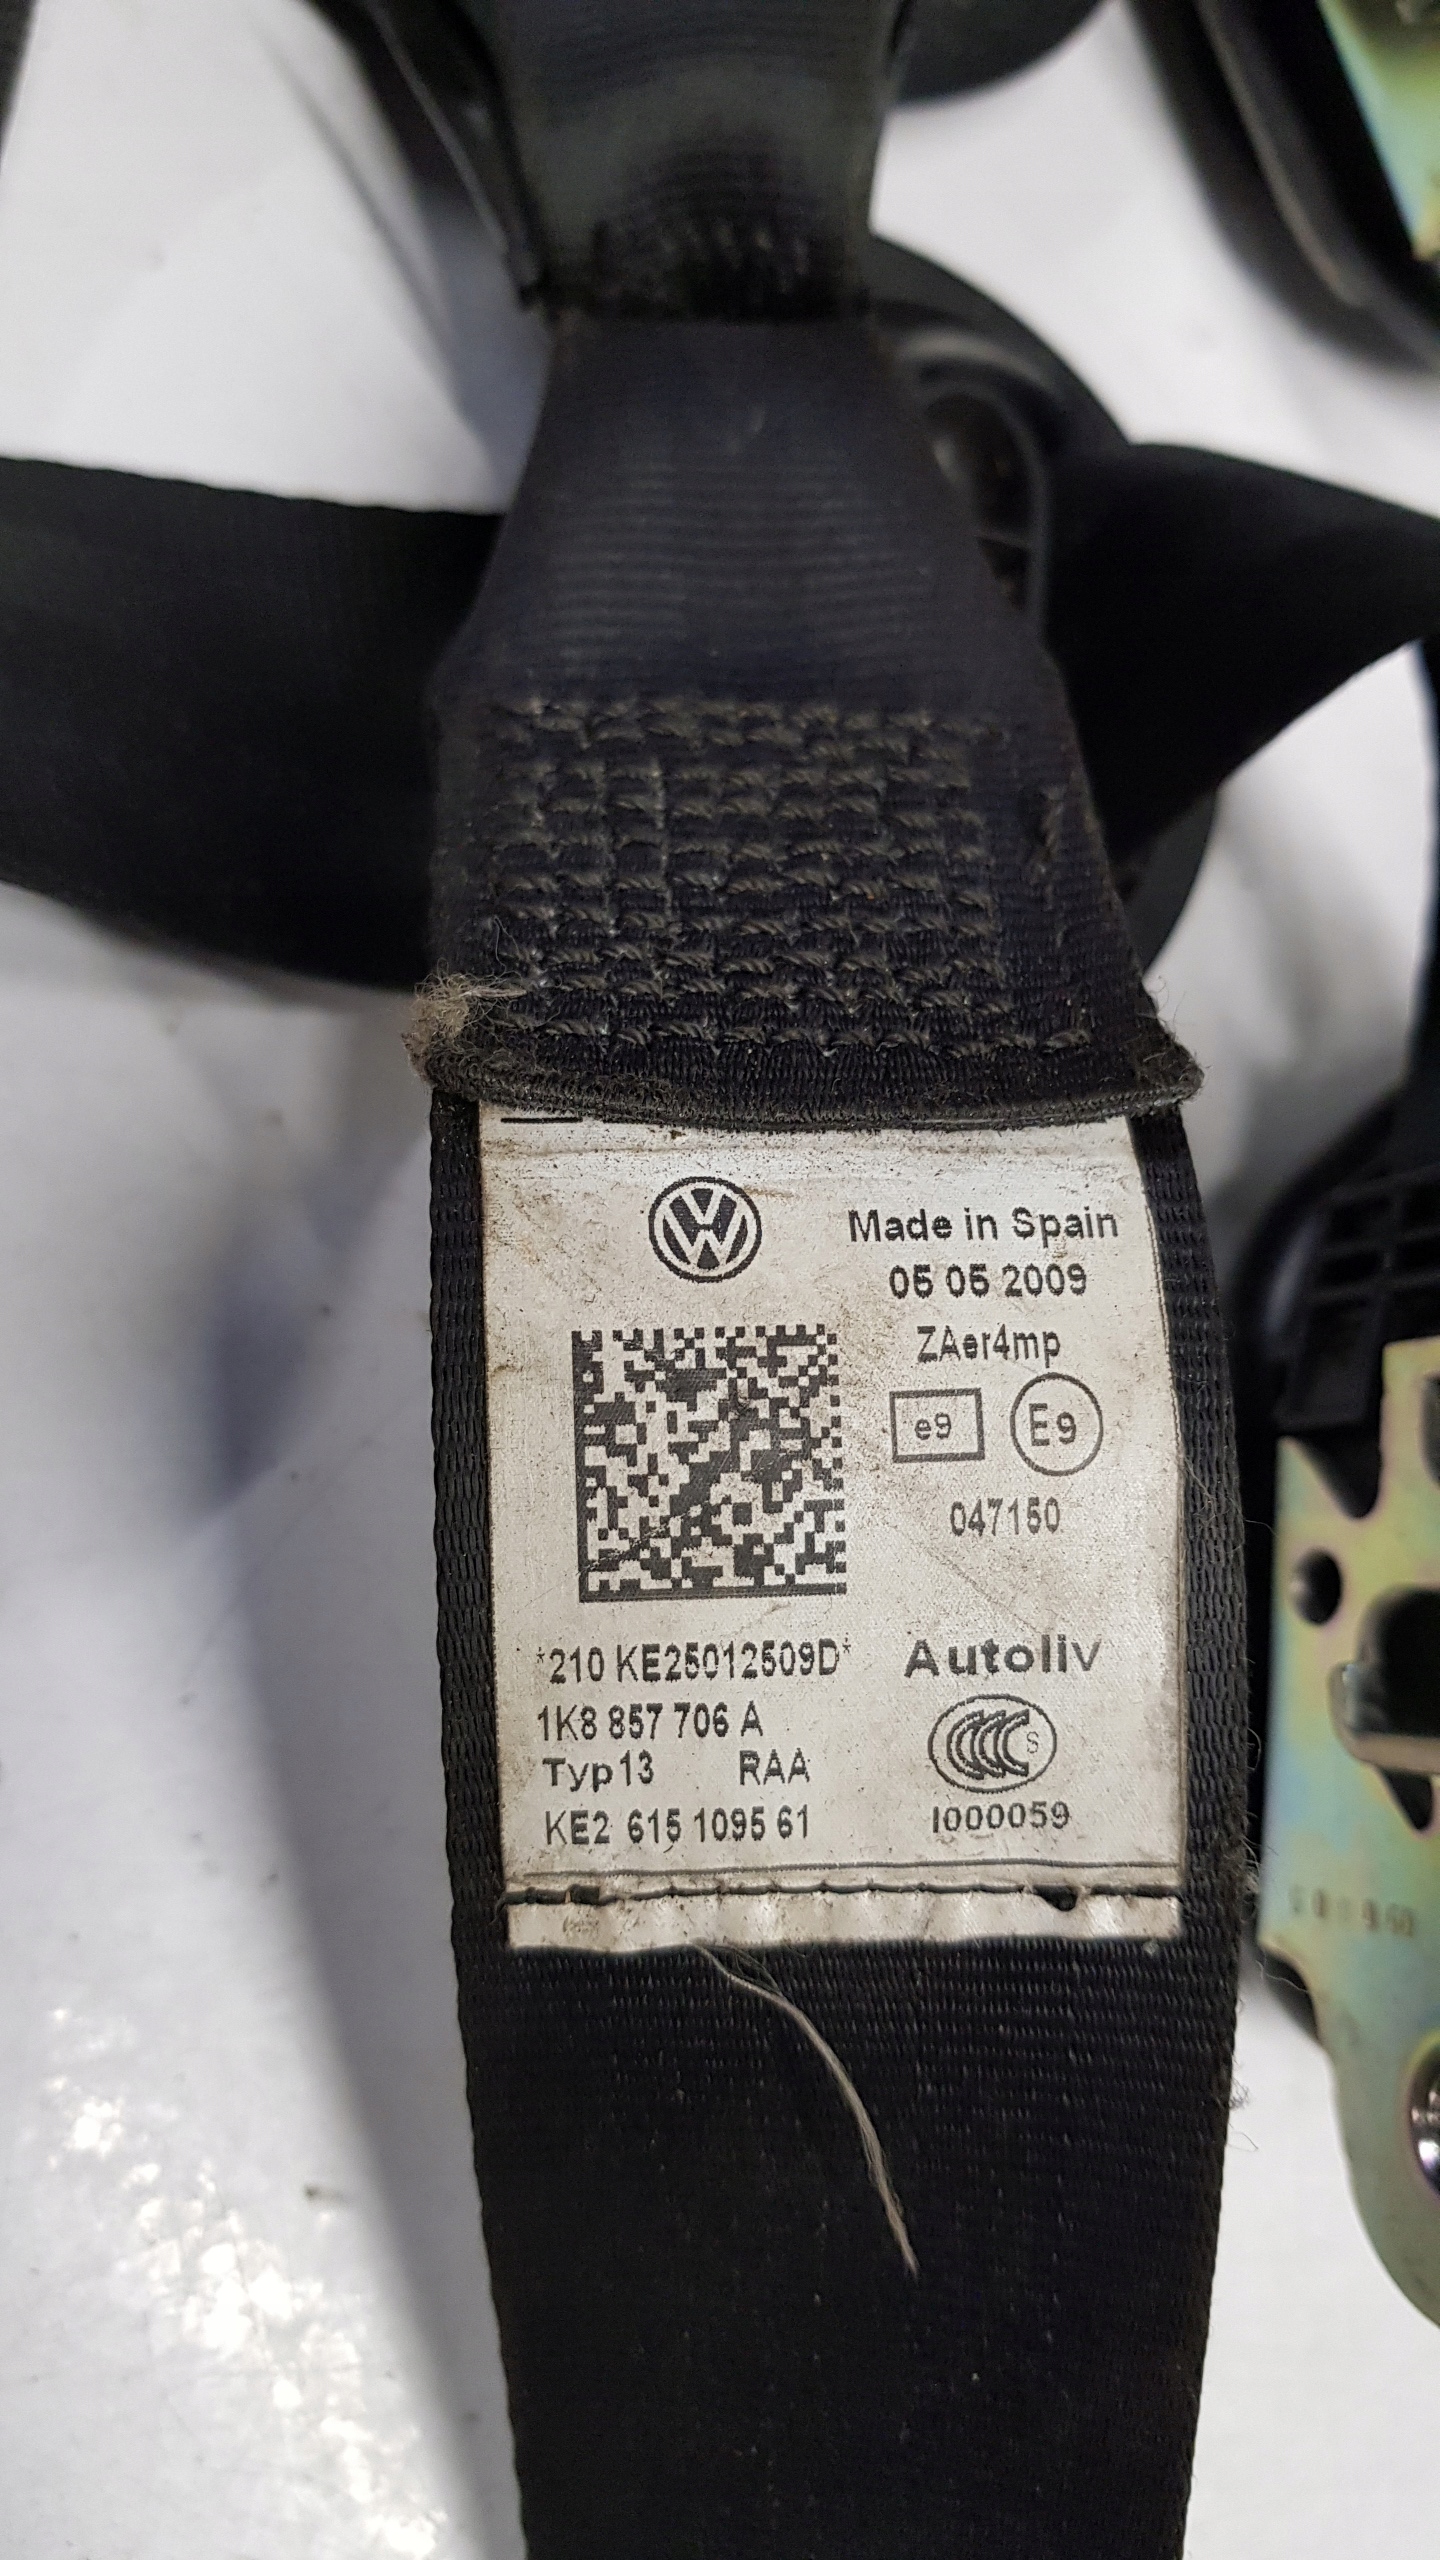 Made in Spain
05 05 2009
ZAer4mp
e9 E9
047150
*210 KE25012509D*
1K8 857 706 A
Typ13 RAA
KE2 615 1095 61
Autoliv
CCC S
I000059